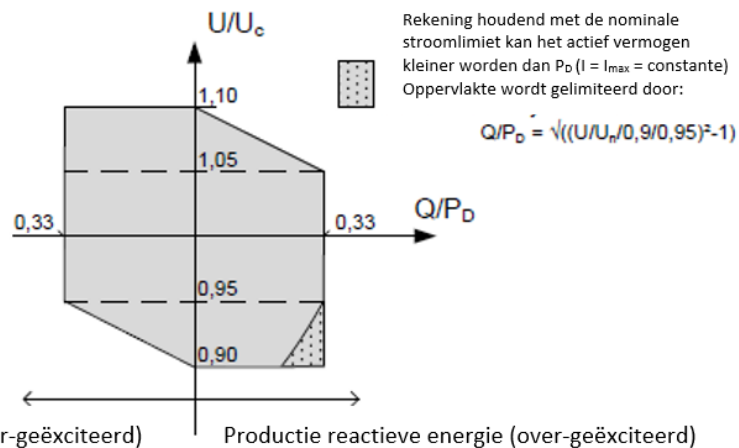 U/Uc
Rekening houdend met de nominale
stroomlimiet kan het actief vermogen
kleiner worden dan PD (I = Imax = constante)
Oppervlakte wordt gelimiteerd door:
Q/PD = √((U/Un/0,9/0,95)²-1)
1,10
1,05
0,33
0,33
Q/PD
0,95
0,90
r-geëxciteerd)
Productie reactieve energie (over-geëxciteerd)